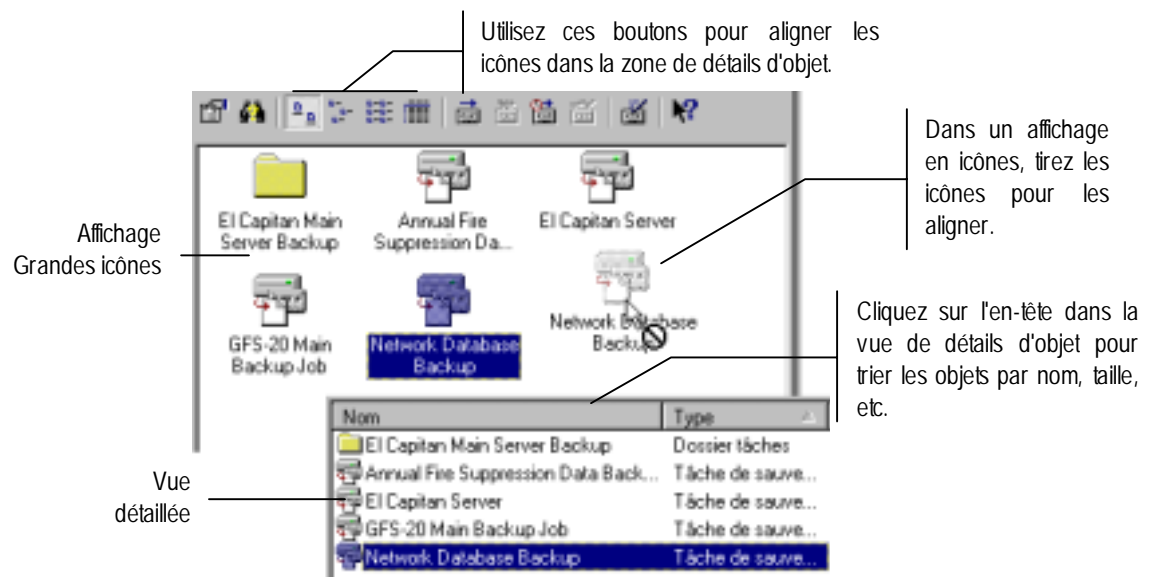 Utilisez ces boutons pour aligner les
icônes dans la zone de détails d'objet.
Dans un affichage
en icônes, tirez les
icônes pour les
aligner.
El Capitan Main
Server Backup
Annual Fire
Suppression Da...
El Capitan Server
Affichage
Grandes icônes
GFS-20 Main
Backup Job
Network Database
Backup
Network Database
Backup
Cliquez sur l'en-tête dans la
vue de détails d'objet pour
trier les objets par nom, taille,
etc.
Nom Type
El Capitan Main Server Backup Dossier tâches
Annual Fire Suppression Data Back... Tâche de sauve...
El Capitan Server Tâche de sauve...
GFS-20 Main Backup Job Tâche de sauve...
Network Database Backup Tâche de sauve...
Vue
détaillée